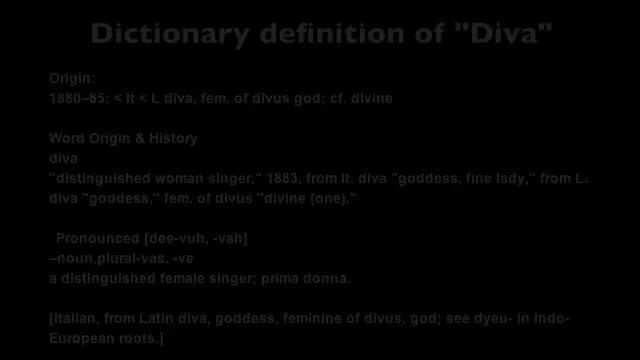 Dictionary definition of "Diva"
Origin:
1880–85; < It < L dīva, fem. of dīvus god; cf. divine
Word Origin & History
diva
"distinguished woman singer," 1883, from It. diva "goddess, fine lady," from L.
diva "goddess," fem. of divus "divine (one)."
Pronounced [dee-vuh, -vah]
–noun,plural-vas, -ve
a distinguished female singer; prima donna.
[Italian, from Latin dīva, goddess, feminine of dīvus, god; see dyeu- in Indo-
European roots.]